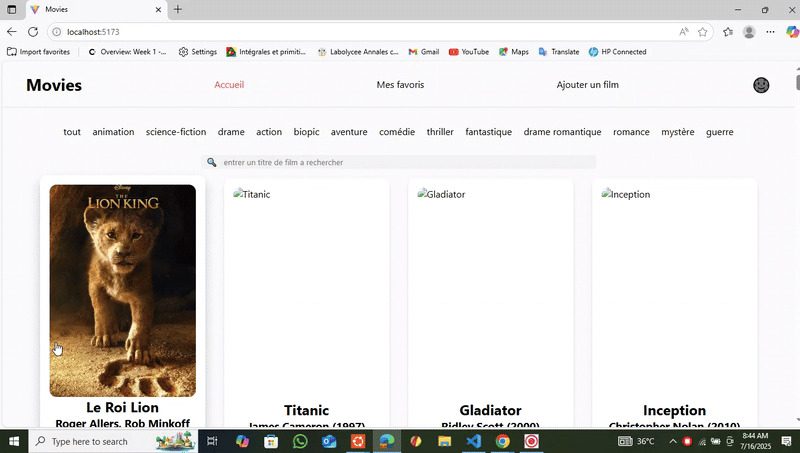 Movies
localhost:5173
Import favorites
Overview: Week 1 -...
Settings
Intégrales et primiti...
Labolycee Annales c...
Gmail
YouTube
Maps
Translate
HP Connected
Movies
Accueil
Mes favoris
Ajouter un film
tout animation science-fiction drame action biopic aventure comédie thriller fantastique drame romantique romance mystère guerre
entrer un titre de film a rechercher
Disney
THE
LION KING
Titanic
Gladiator
Inception
Le Roi Lion
Titanic
Gladiator
Inception
Roger Allers, Rob Minkoff
James Cameron (1997)
Ridley Scott (2000)
Christopher Nolan (2010)
Type here to search
36°C
8:44 AM
7/16/2025